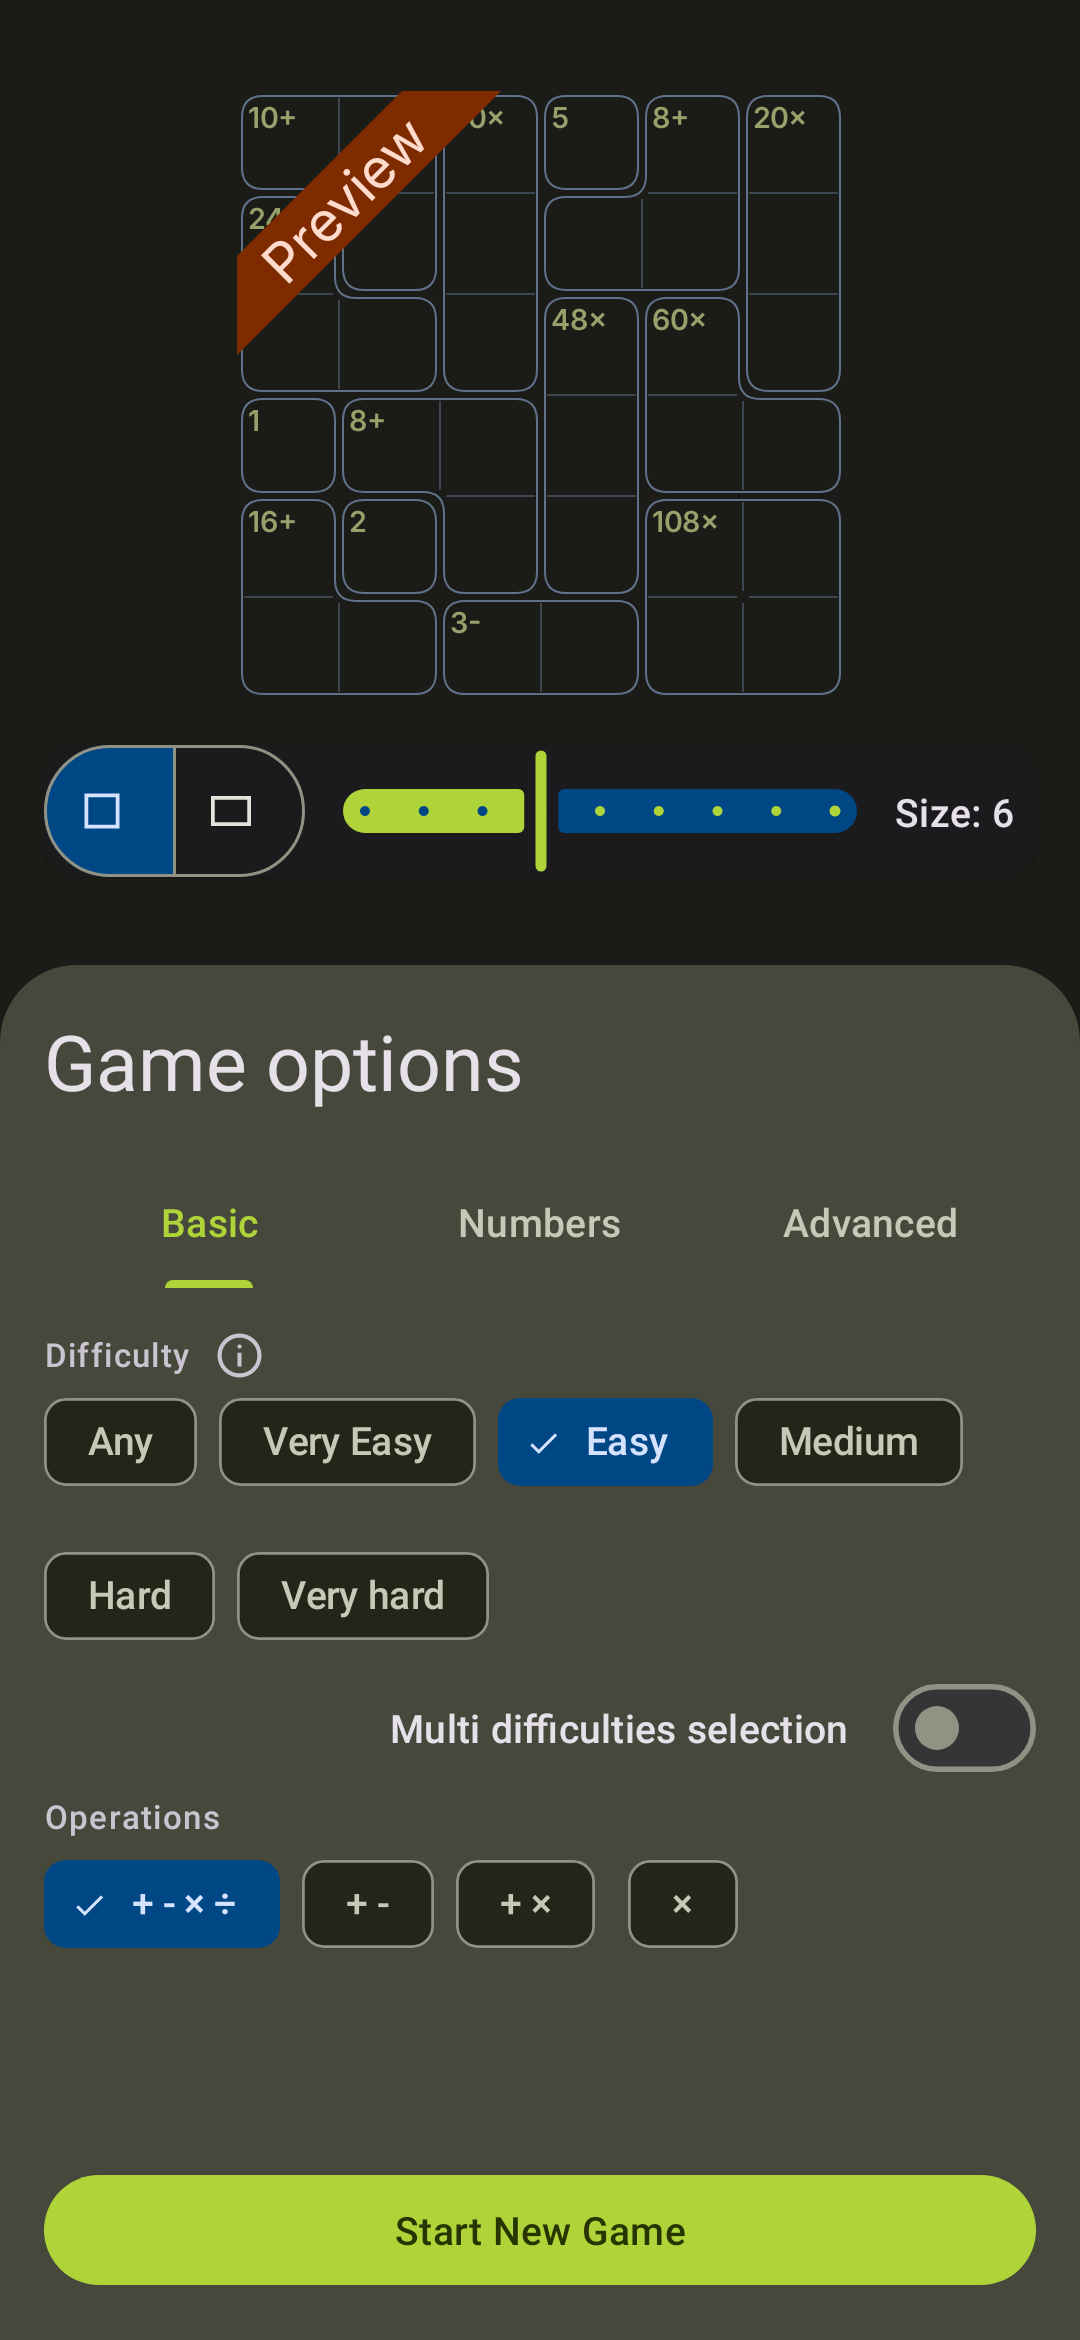 10+ 0× 5 8+ 20×
Preview
24
48× 60×
1 8+
16+ 2 108×
3-
Size: 6
Game options
Basic Numbers Advanced
Difficulty
Any Very Easy Easy Medium
Hard Very hard
Multi difficulties selection
Operations
+ - × ÷ + - + × ×
Start New Game